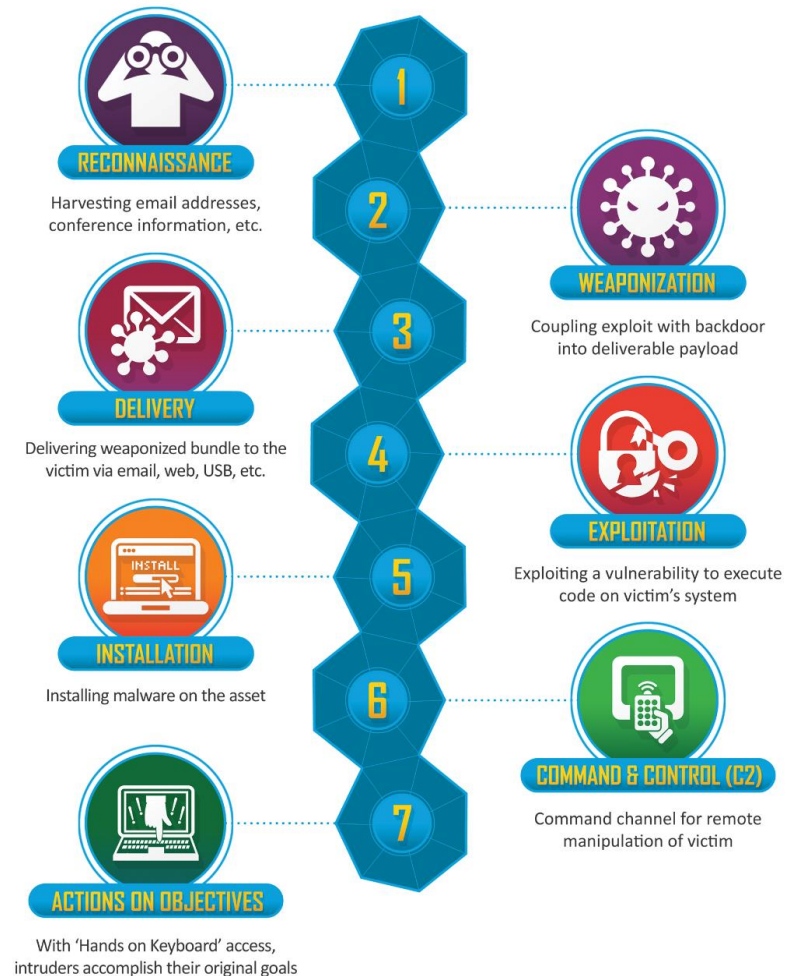 1
RECONNAISSANCE
Harvesting email addresses,
conference information, etc.
2
WEAPONIZATION
Coupling exploit with backdoor
into deliverable payload
3
DELIVERY
Delivering weaponized bundle to the
victim via email, web, USB, etc.
4
EXPLOITATION
Exploiting a vulnerability to execute
code on victim’s system
5
INSTALL
INSTALLATION
Installing malware on the asset
6
COMMAND & CONTROL (C2)
Command channel for remote
manipulation of victim
7
ACTIONS ON OBJECTIVES
With ‘Hands on Keyboard’ access,
intruders accomplish their original goals